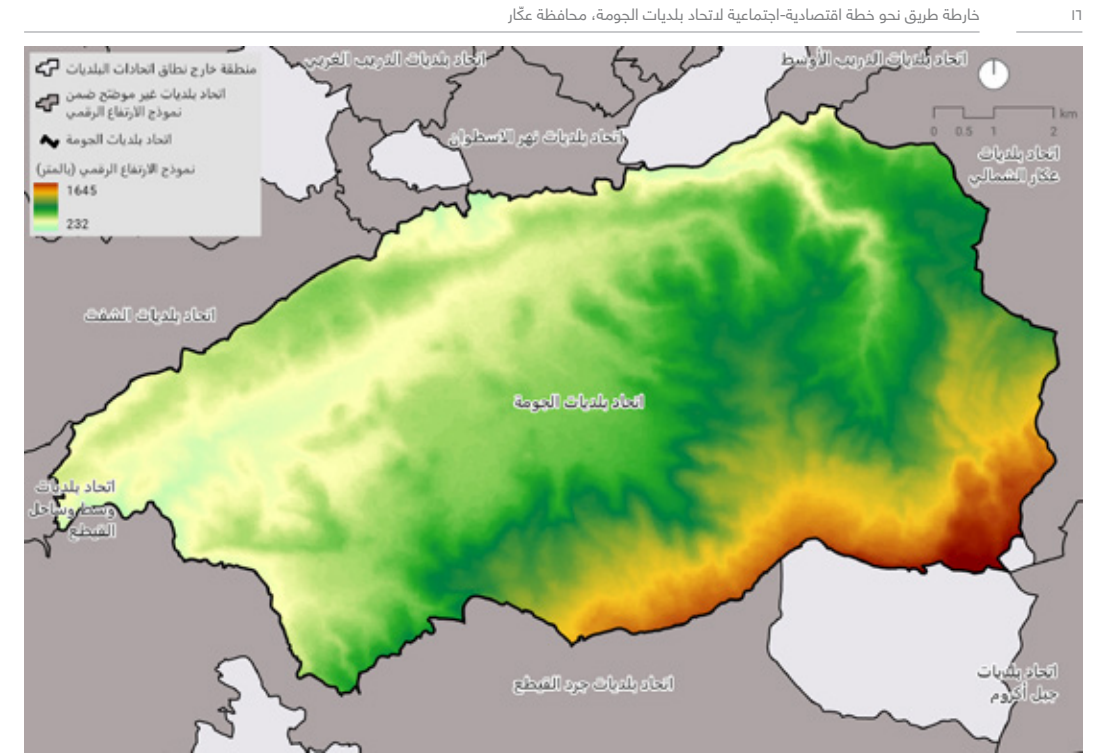 ١٦
خارطة طريق نحو خطة اقتصادية-اجتماعية لاتحاد بلديات الجومة، محافظة عكّار
منطقة خارج نطاق اتحادات البلديات
اتحاد بلديات غير موضح ضمن
نموذج الارتفاع الرقمي
اتحاد بلديات الجومة
نموذج الارتفاع الرقمي (بالمتر)
1645
232
اتحاد بلديات الدريب الغربي
اتحاد بلديات الدريب الأوسط
km
0 0.5 1 2
اتحاد بلديات نهر الاسطوان
اتحاد بلديات
عكار الشمالي
اتحاد بلديات الشفت
اتحاد بلديات الجومة
اتحاد بلديات
وسط وساحل
القيطع
اتحاد بلديات جرد القيطع
اتحاد بلديات
جبل أكروم